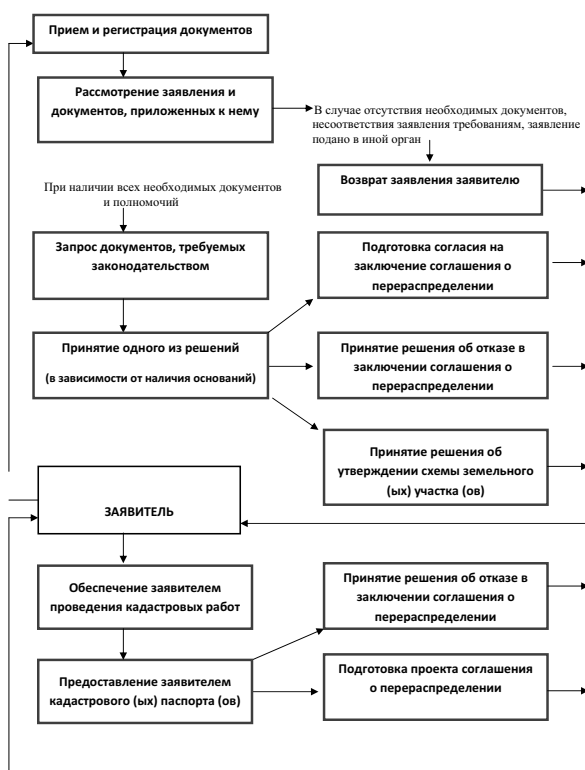 Прием и регистрация документов
Рассмотрение заявления и
документов, приложенных к нему
В случае отсутствия необходимых документов,
несоответствия заявления требованиям, заявление
подано в иной орган
Возврат заявления заявителю
При наличии всех необходимых документов
и полномочий
Запрос документов, требуемых
законодательством
Подготовка согласия на
заключение соглашения о
перераспределении
Принятие одного из решений
(в зависимости от наличия оснований)
Принятие решения об отказе в
заключении соглашения о
перераспределении
Принятие решения об
утверждении схемы земельного
(ых) участка (ов)
ЗАЯВИТЕЛЬ
Обеспечение заявителем
проведения кадастровых работ
Принятие решения об отказе в
заключении соглашения о
перераспределении
Предоставление заявителем
кадастрового (ых) паспорта (ов)
Подготовка проекта соглашения
о перераспределении